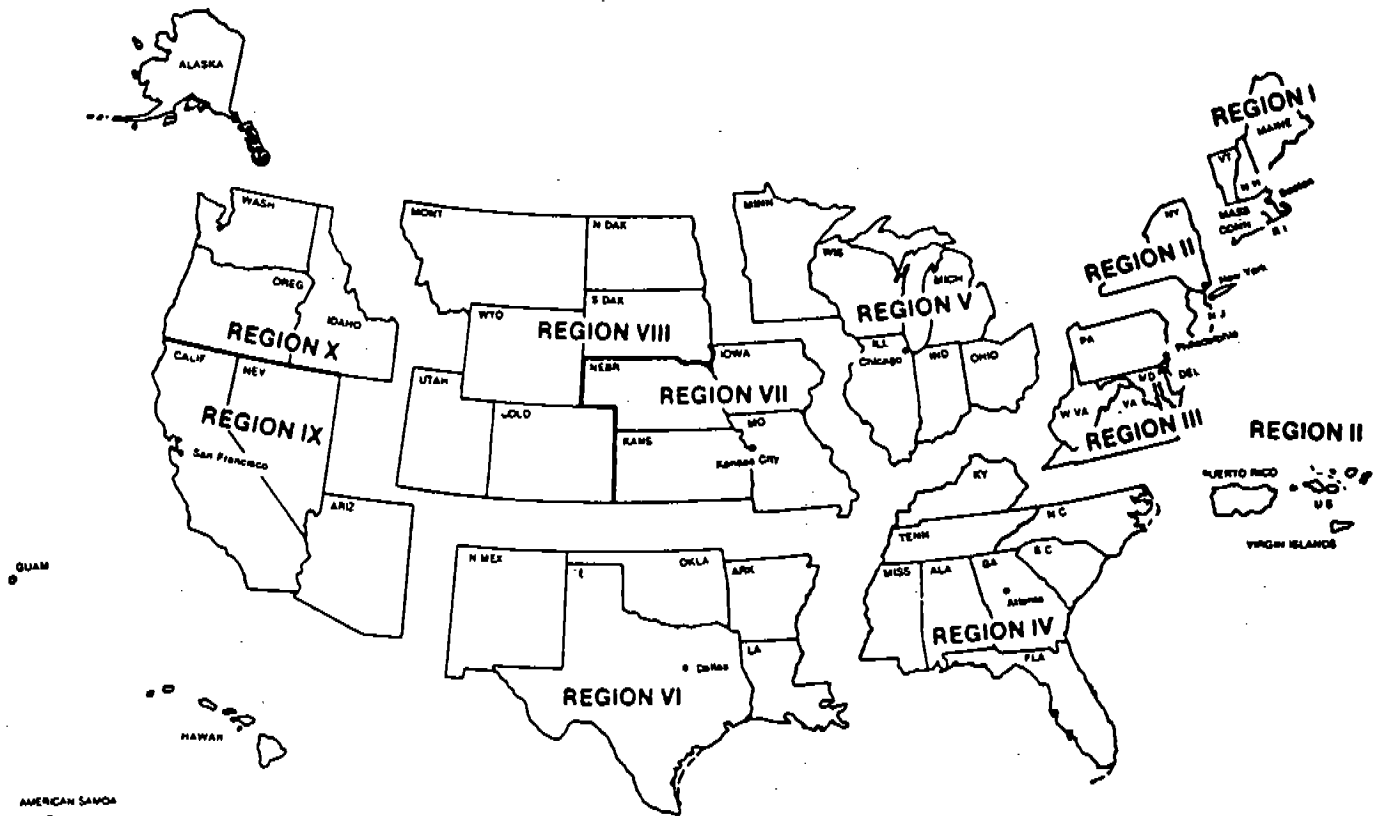 ALASKA
REGION I
MAINE
VT
N H
Boston
MASS
CONN
R I
WASH
MONT
N DAK
MINN
NY
WIS
MICH
REGION II
New York
OREG
IDAHO
REGION X
WYO
S DAK
REGION VIII
REGION V
N J
PA
Philadelphia
CALIF
NEV
UTAH
NEBR
IOWA
ILL
Chicago
IND
OHIO
MD
DEL
REGION IX
COLO
REGION VII
W VA
VA
REGION III
REGION II
San Francisco
KANS
MO
Kansas City
KY
PUERTO RICO
U S
VIRGIN ISLANDS
ARIZ
TENN
N C
S C
GUAM
N MEX
OKLA
ARK
MISS
ALA
GA
Atlanta
REGION IV
LA
FLA
Dallas
REGION VI
HAWAII
AMERICAN SAMOA